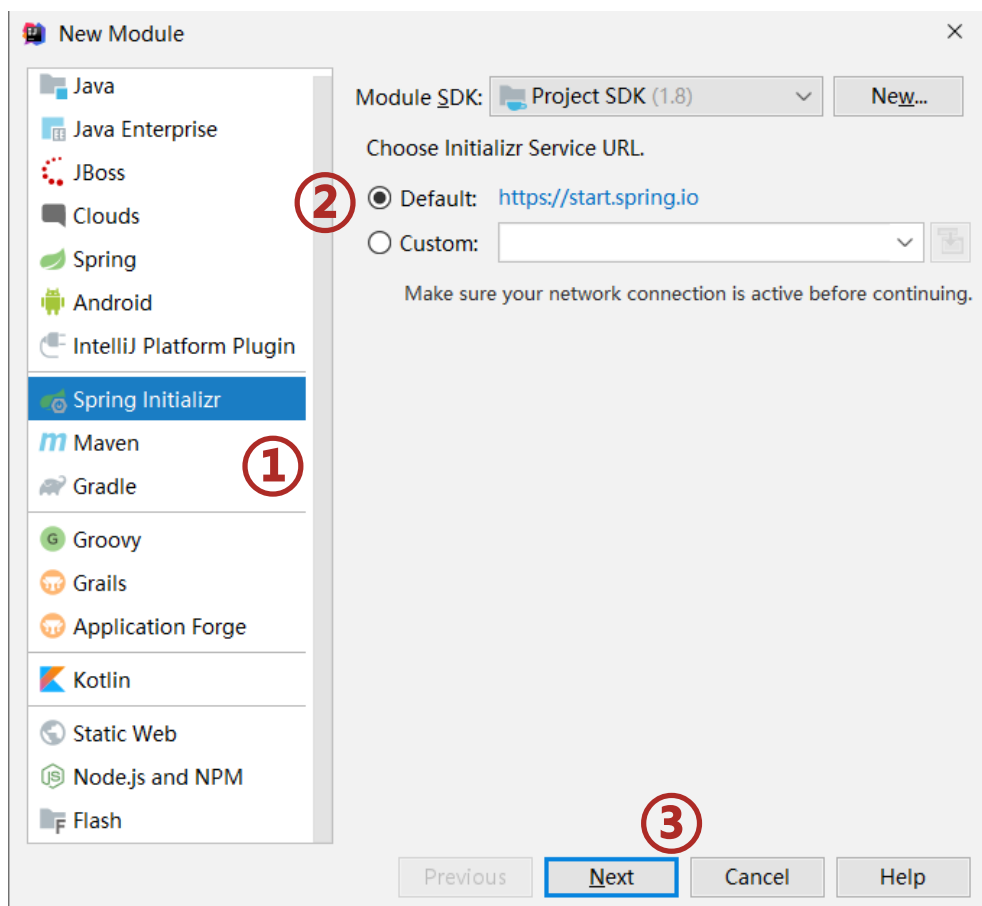 New Module
Java
Java Enterprise
JBoss
Clouds
Spring
Android
IntelliJ Platform Plugin
Spring Initializr
Maven
Gradle
Groovy
Grails
Application Forge
Kotlin
Static Web
Node.js and NPM
Flash
①
Module SDK: Project SDK (1.8) New...
Choose Initializr Service URL.
② Default: https://start.spring.io
Custom:
Make sure your network connection is active before continuing.
③
Previous Next Cancel Help